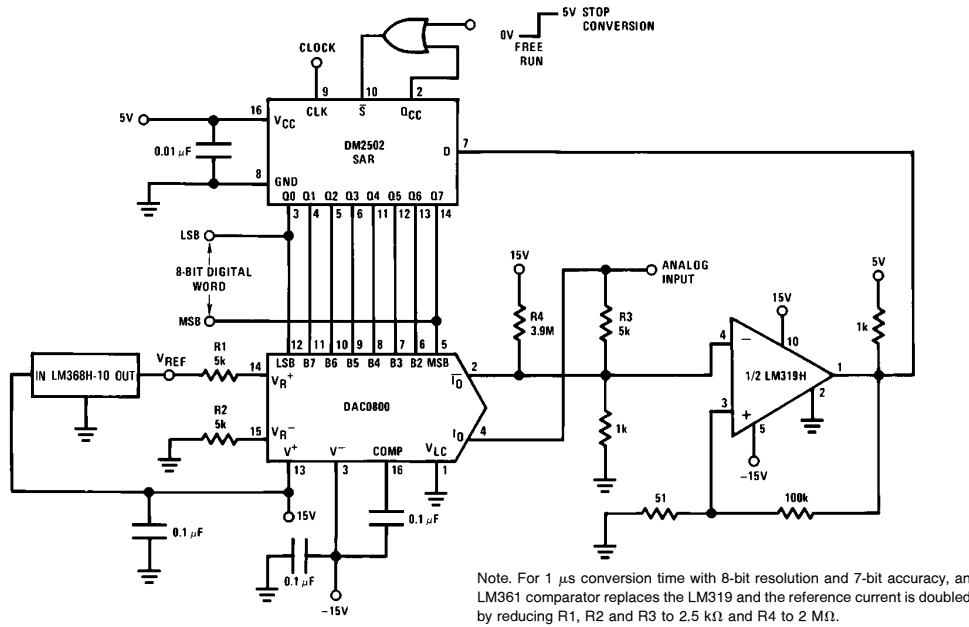 5V STOP
CONVERSION
0V
FREE
RUN
CLOCK
9
10
2
CLK
S̅
QCC
5V
16
VCC
DM2502
SAR
D
7
0.01 µF
8
GND
Q0 Q1 Q2 Q3 Q4 Q5 Q6 Q7
3 4 5 6 11 12 13 14
LSB
8-BIT DIGITAL
WORD
MSB
15V
ANALOG
INPUT
5V
R4
3.9M
R3
5k
15V
1k
12 11 10 9 8 7 6 5
LSB B7 B6 B5 B4 B3 B2 MSB
IN LM368H-10 OUT
VREF
R1
5k
14
VR+
DAC0800
I̅O
2
IO
4
4
−
10
1/2 LM319H
1
2
3
+
5
-15V
R2
5k
15
VR−
V+
V−
COMP
VLC
13
3
16
1
1k
51
100k
0.1 µF
15V
0.1 µF
0.1 µF
-15V
Note. For 1 µs conversion time with 8-bit resolution and 7-bit accuracy, an
LM361 comparator replaces the LM319 and the reference current is doubled
by reducing R1, R2 and R3 to 2.5 kΩ and R4 to 2 MΩ.